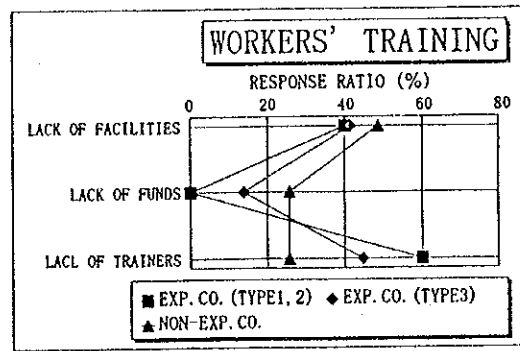 WORKERS' TRAINING
RESPONSE RATIO (%)
0 20 40 60 80
LACK OF FACILITIES
LACK OF FUNDS
LACL OF TRAINERS
EXP. CO. (TYPE1, 2) EXP. CO. (TYPE3)
NON-EXP. CO.